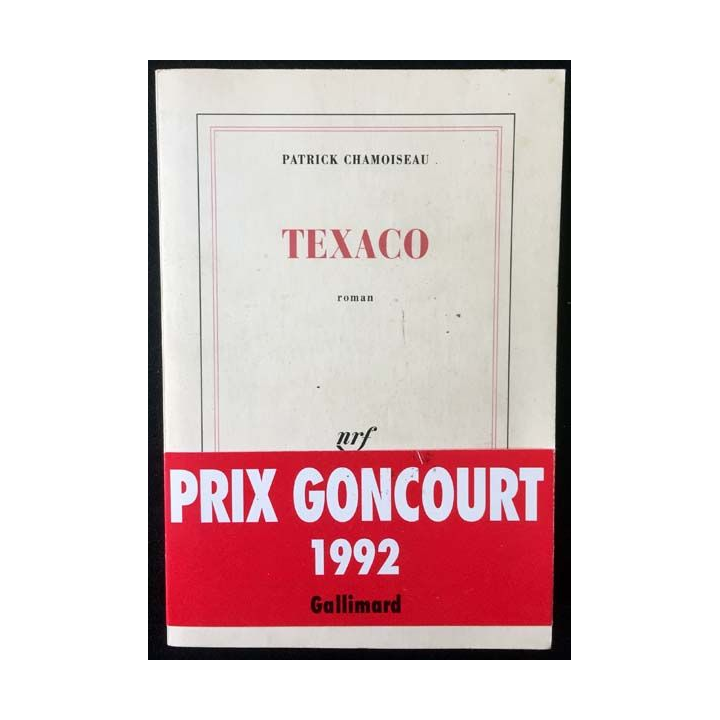 PATRICK CHAMOISEAU
TEXACO
roman
nrf
PRIX GONCOURT
1992
Gallimard